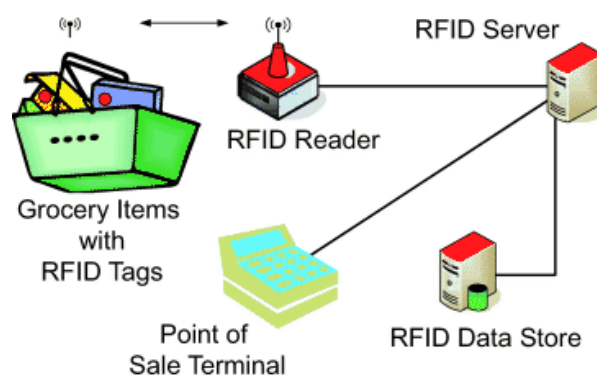 RFID Server
RFID Reader
Grocery Items
with
RFID Tags
Point of
Sale Terminal
RFID Data Store